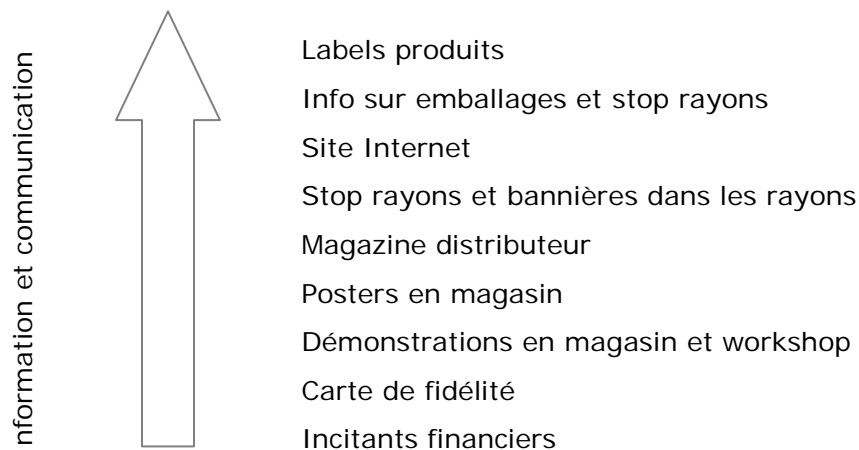 nformation et communication
Labels produits
Info sur emballages et stop rayons
Site Internet
Stop rayons et bannières dans les rayons
Magazine distributeur
Posters en magasin
Démonstrations en magasin et workshop
Carte de fidélité
Incitants financiers